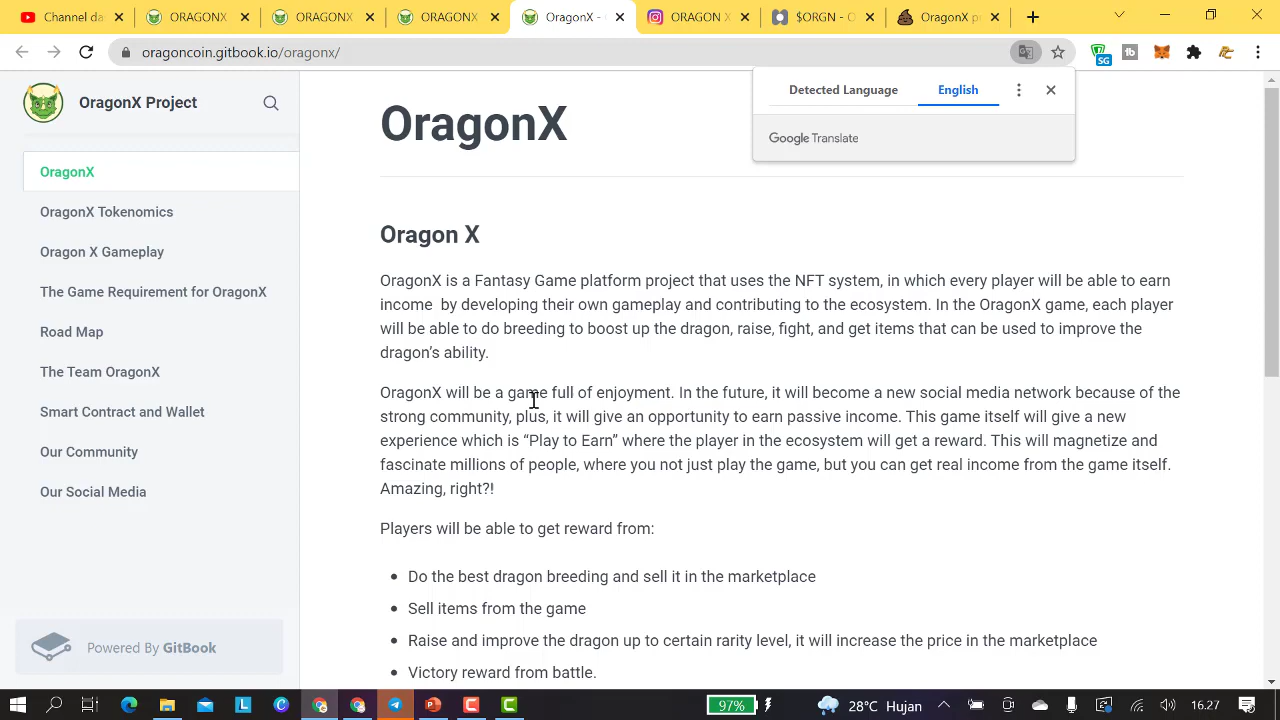 CHANNEL
ORAGONX
ORAGONX
ORAGONX
OragonX -
ORAGONX
$ORGN - O
OragonX p
oragoncoin.gitbook.io/oragonx/
SG
tb
OragonX Project
Detected Language
English
Google Translate
OragonX
OragonX Tokenomics
Oragon X Gameplay
The Game Requirement for OragonX
Road Map
The Team OragonX
Smart Contract and Wallet
Our Community
Our Social Media
Powered By GitBook
OragonX
Oragon X
OragonX is a Fantasy Game platform project that uses the NFT system, in which every player will be able to earn
income by developing their own gameplay and contributing to the ecosystem. In the OragonX game, each player
will be able to do breeding to boost up the dragon, raise, fight, and get items that can be used to improve the
dragon's ability.
OragonX will be a game full of enjoyment. In the future, it will become a new social media network because of the
strong community, plus, it will give an opportunity to earn passive income. This game itself will give a new
experience which is “Play to Earn” where the player in the ecosystem will get a reward. This will magnetize and
fascinate millions of people, where you not just play the game, but you can get real income from the game itself.
Amazing, right?!
Players will be able to get reward from:
Do the best dragon breeding and sell it in the marketplace
Sell items from the game
Raise and improve the dragon up to certain rarity level, it will increase the price in the marketplace
Victory reward from battle.
97%
28°C Hujan
16.27